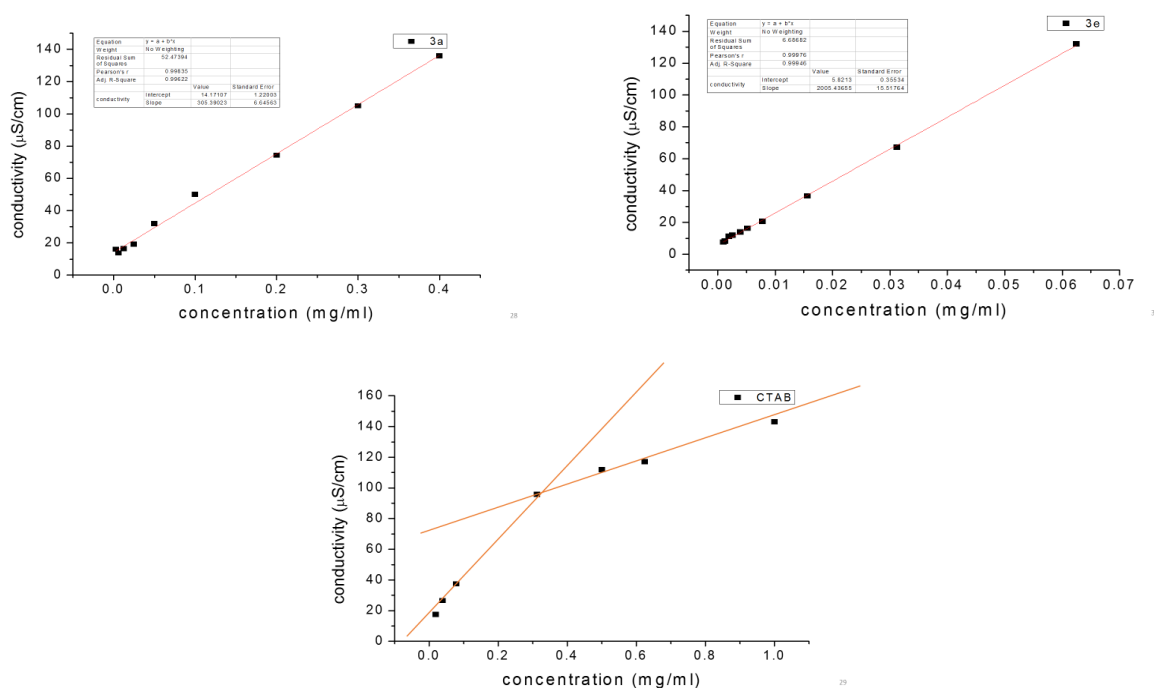 Equation y = a + b*x
Weight No Weighting
Residual Sum of Squares 52.47394
Pearson's r 0.99835
Adj. R-Square 0.99622
Value Standard Error
conductivity Intercept 14.17107 1.22603
Slope 305.39023 6.64563
3a
140
120
100
80
60
40
20
0
conductivity (μS/cm)
0.0 0.1 0.2 0.3 0.4
concentration (mg/ml)
28
Equation y = a + b*x
Weight No Weighting
Residual Sum of Squares 6.68682
Pearson's r 0.99976
Adj. R-Square 0.99946
Value Standard Error
conductivity Intercept 5.8213 0.35534
Slope 2005.43655 15.51764
3e
140
120
100
80
60
40
20
0
conductivity (μS/cm)
0.00 0.01 0.02 0.03 0.04 0.05 0.06 0.07
concentration (mg/ml)
3
CTAB
160
140
120
100
80
60
40
20
0
conductivity (μS/cm)
0.0 0.2 0.4 0.6 0.8 1.0
concentration (mg/ml)
29